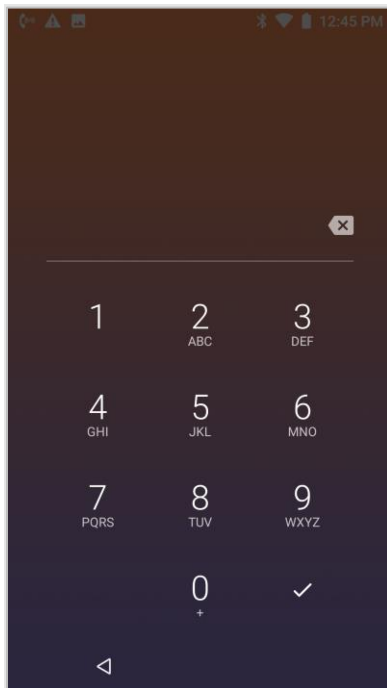 12:45 PM
1 2 3
ABC DEF
4 5 6
GHI JKL MNO
7 8 9
PQRS TUV WXYZ
0
+